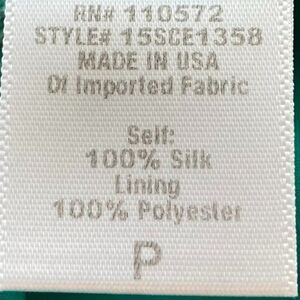 RN# 110572
STYLE# 15SCE1358
MADE IN USA
Of Imported Fabric
Self:
100% Silk
Lining
100% Polyester
P